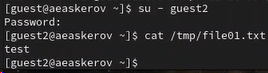 [guest@aeaskerov ~]$ su - guest2
Password:
[guest2@aeaskerov ~]$ cat /tmp/file01.txt
test
[guest2@aeaskerov ~]$